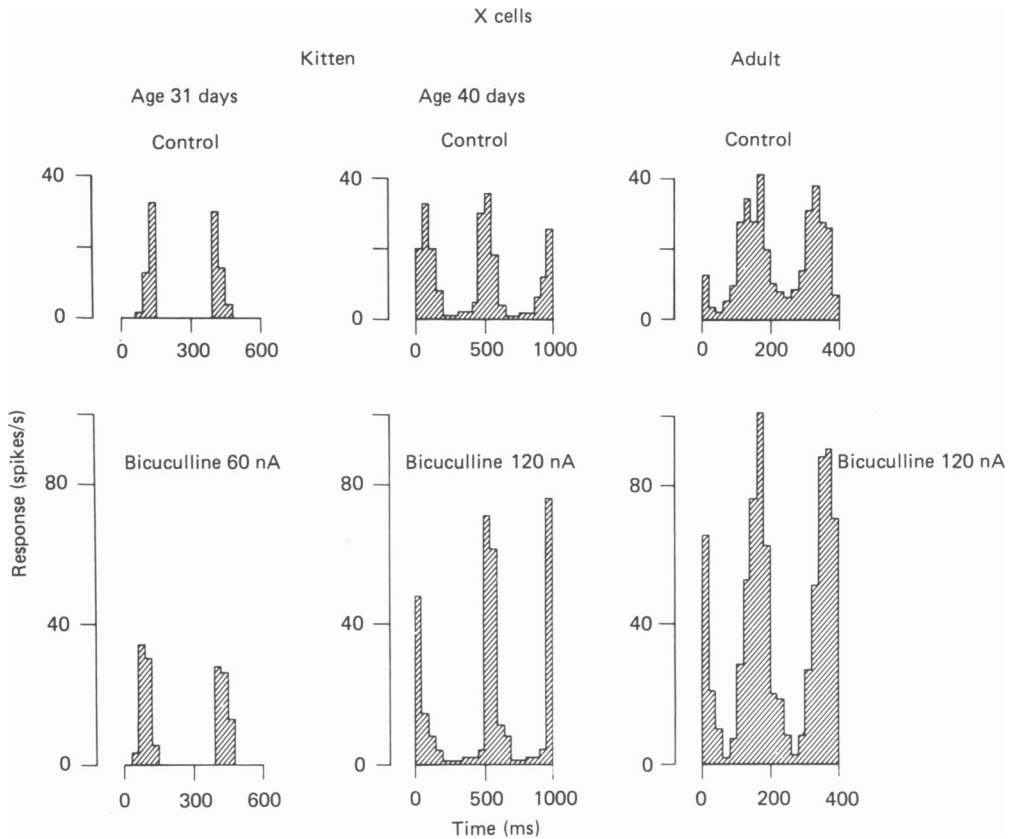 X cells
Kitten Adult
Age 31 days Age 40 days
Control Control Control
40 40 40
0 0 0
0 300 600 0 500 1000 0 200 400
Response (spikes/s)
Bicuculline 60 nA Bicuculline 120 nA Bicuculline 120 nA
80 80 80
40 40 40
0 0 0
0 300 600 0 500 1000 0 200 400
Time (ms)